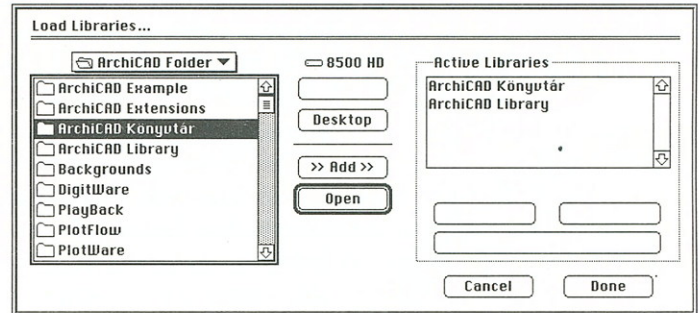 Load Libraries...
ArchiCAD Folder
ArchiCAD Example
ArchiCAD Extensions
ArchiCAD Könyvtár
ArchiCAD Library
Backgrounds
DigitWare
PlayBack
PlotFlow
PlotWare
8500 HD
Desktop
>> Add >>
Open
Active Libraries
ArchiCAD Könyvtár
ArchiCAD Library
Cancel
Done